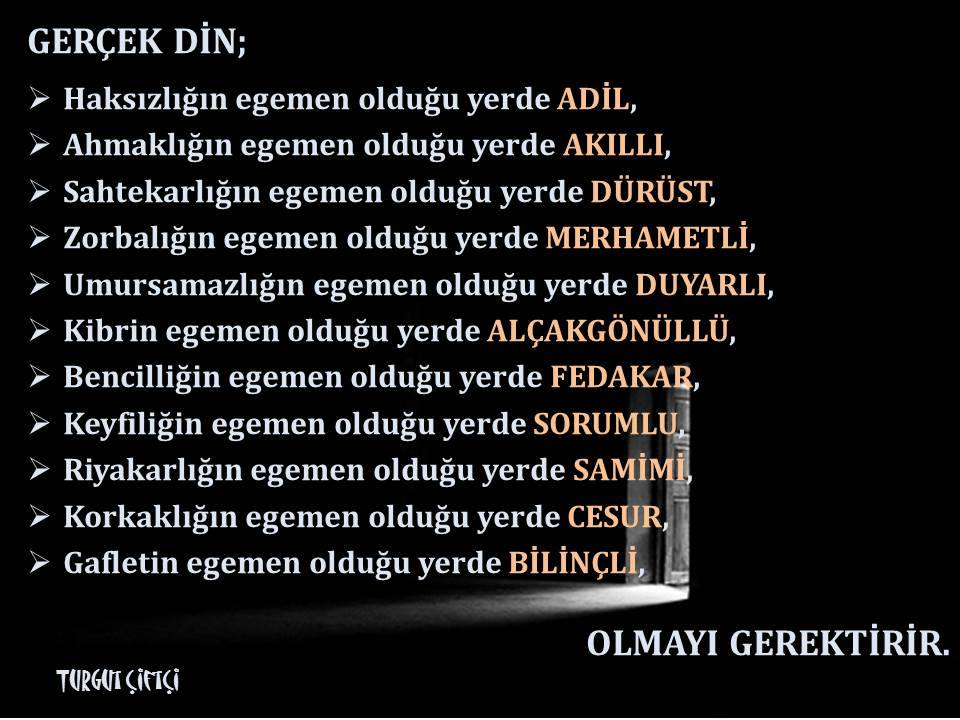 GERÇEK DİN;
➢ Haksızlığın egemen olduğu yerde ADİL,
➢ Ahmaklığın egemen olduğu yerde AKILLI,
➢ Sahtekarlığın egemen olduğu yerde DÜRÜST,
➢ Zorbalığın egemen olduğu yerde MERHAMETLİ,
➢ Umursamazlığın egemen olduğu yerde DUYARLI,
➢ Kibrin egemen olduğu yerde ALÇAKGÖNÜLLÜ,
➢ Bencilliğin egemen olduğu yerde FEDAKAR,
➢ Keyfiliğin egemen olduğu yerde SORUMLU,
➢ Riyakarlığın egemen olduğu yerde SAMİMİ,
➢ Korkaklığın egemen olduğu yerde CESUR,
➢ Gafletin egemen olduğu yerde BİLİNÇLİ,
OLMAYI GEREKTİRİR.
TURGUT ÇİFTÇİ